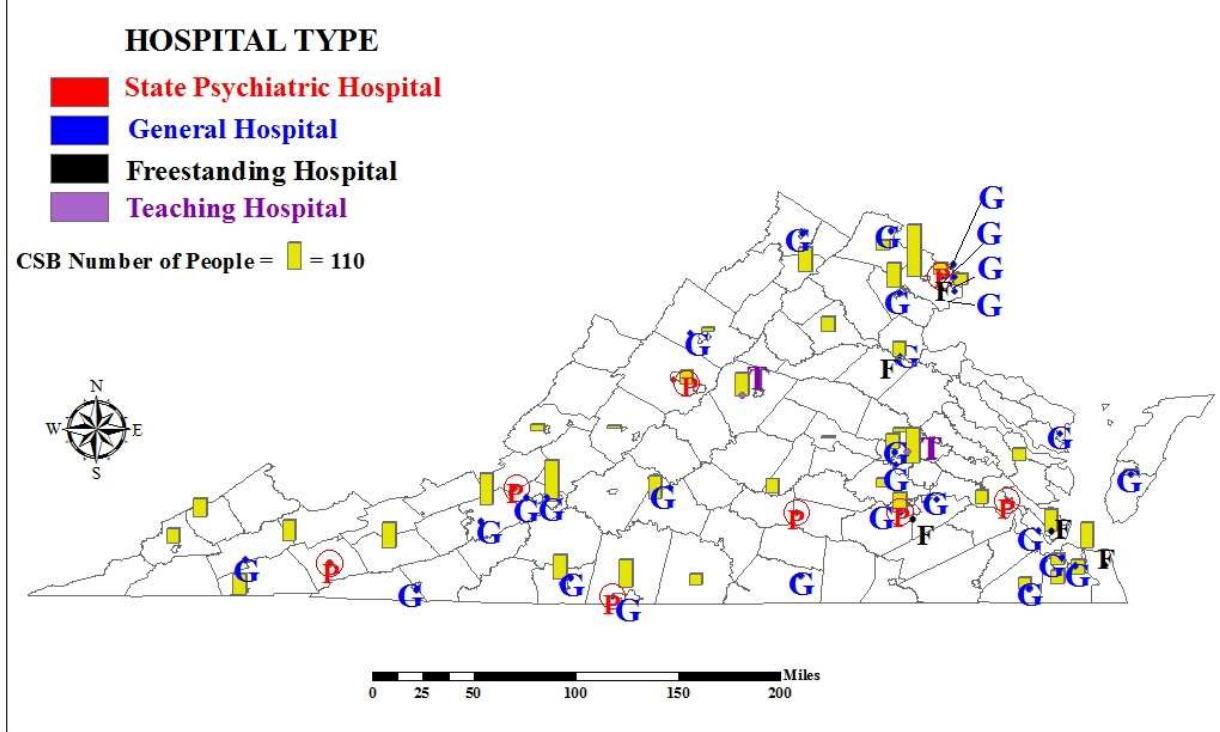 HOSPITAL TYPE
State Psychiatric Hospital
General Hospital
Freestanding Hospital
Teaching Hospital
CSB Number of People = = 110
G
G G G
G
P
F
G G
G
G
F
P T
N
W E
S
G
G T
G G
P
G
G G G P
P G P
G F F
G
F
G P G G
G G
G P G G
Miles
0 25 50 100 150 200